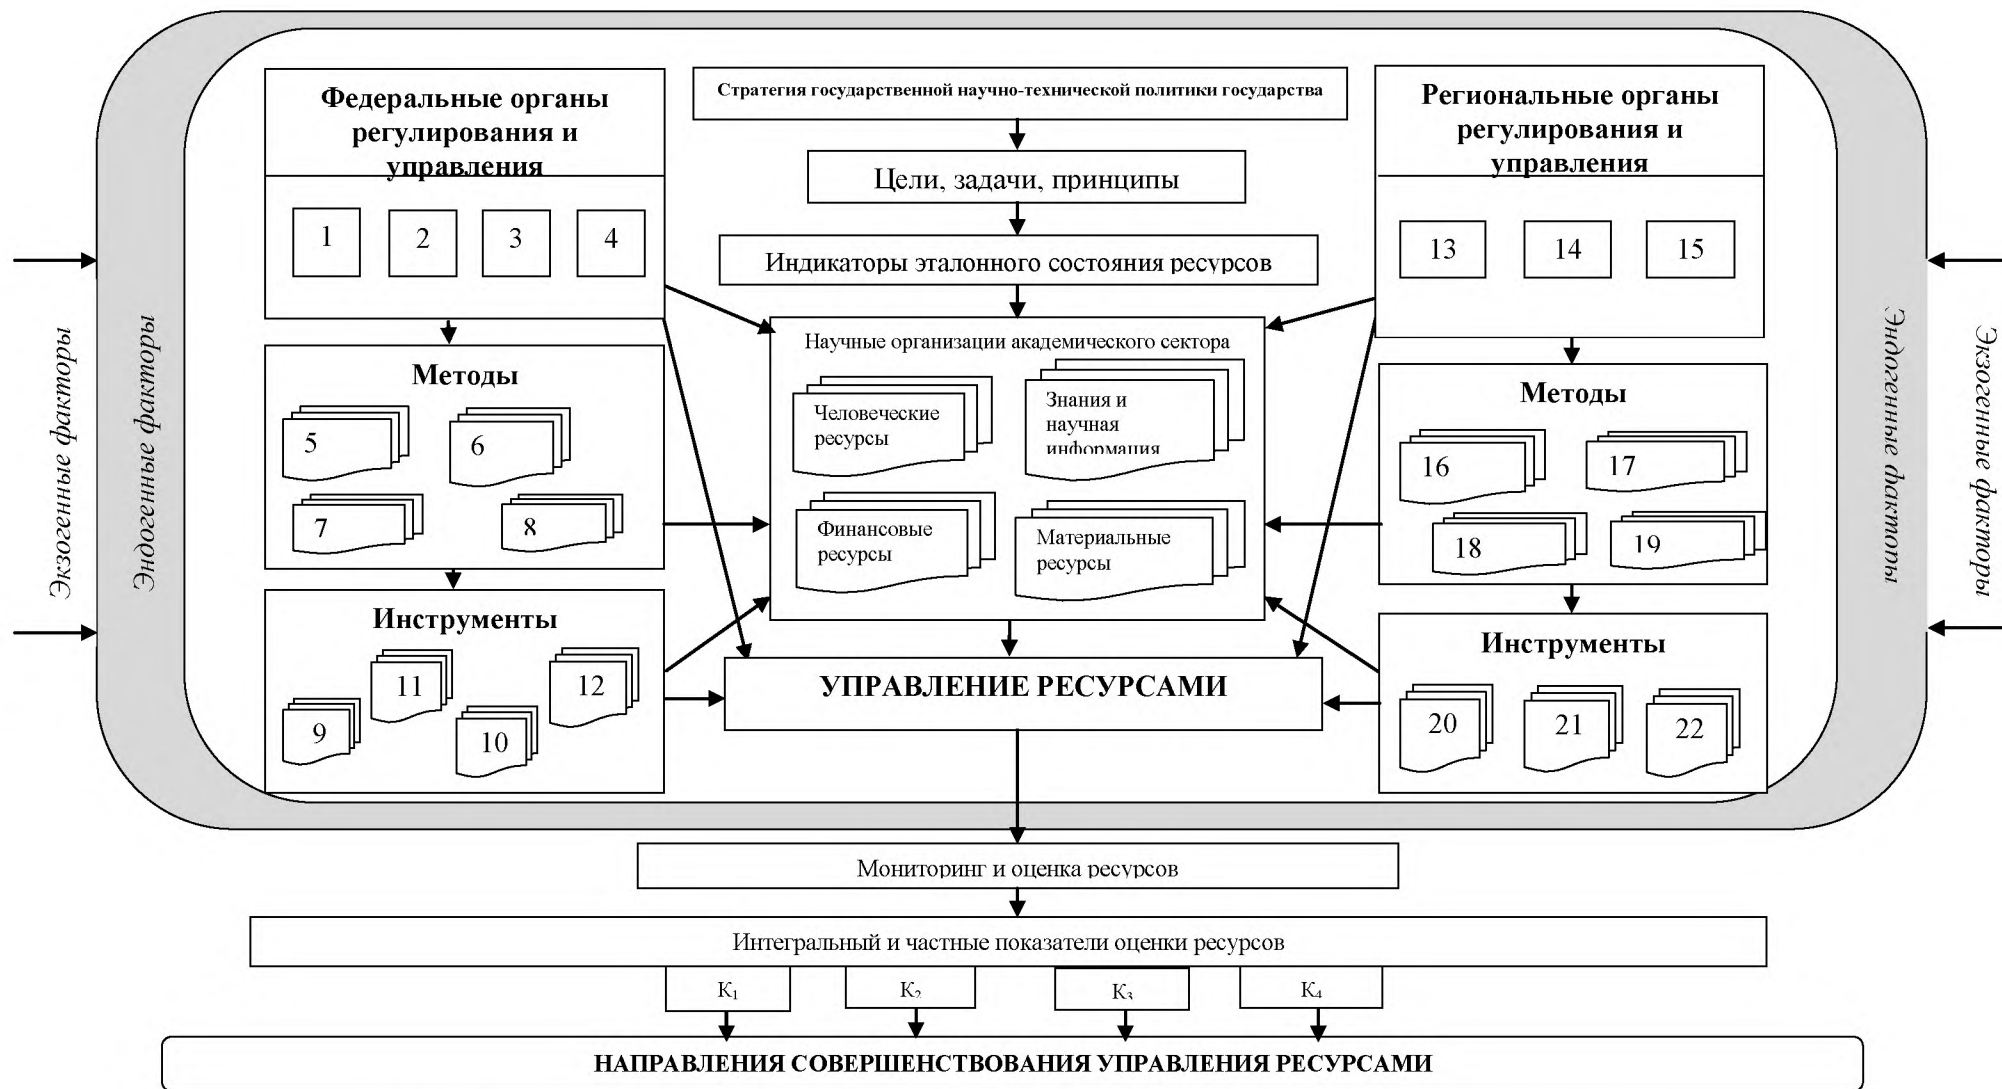 Экзогенные факторы
Эндогенные факторы
Федеральные органы
регулирования и
управления
1
2
3
4
Методы
5
6
7
8
Инструменты
9
11
10
12
Стратегия государственной научно-технической политики государства
Цели, задачи, принципы
Индикаторы эталонного состояния ресурсов
Научные организации академического сектора
Человеческие
ресурсы
Знания и
научная
информация
Финансовые
ресурсы
Материальные
ресурсы
УПРАВЛЕНИЕ РЕСУРСАМИ
Региональные органы
регулирования и
управления
13
14
15
Методы
16
17
18
19
Инструменты
20
21
22
Эндогенные факторы
Экзогенные факторы
Мониторинг и оценка ресурсов
Интегральный и частные показатели оценки ресурсов
К₁
К₂
К₃
К₄
НАПРАВЛЕНИЯ СОВЕРШЕНСТВОВАНИЯ УПРАВЛЕНИЯ РЕСУРСАМИ